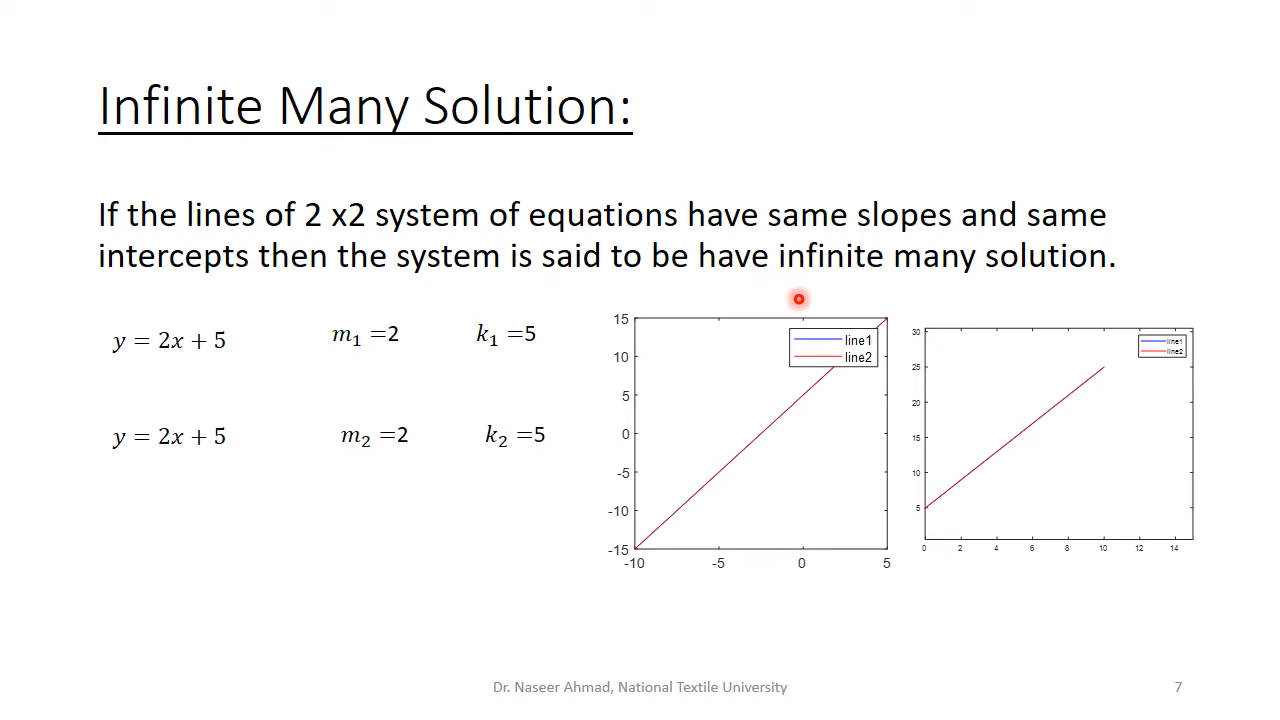 Infinite Many Solution:
If the lines of 2 x2 system of equations have same slopes and same
intercepts then the system is said to be have infinite many solution.
y = 2x + 5 m₁ =2 k₁ =5
y = 2x + 5 m₂ =2 k₂ =5
15
10
5
0
-5
-10
-15
-10 -5 0 5
line1
line2
30
25
20
15
10
5
0 2 4 6 8 10 12 14
line1
line2
Dr. Naseer Ahmad, National Textile University
7